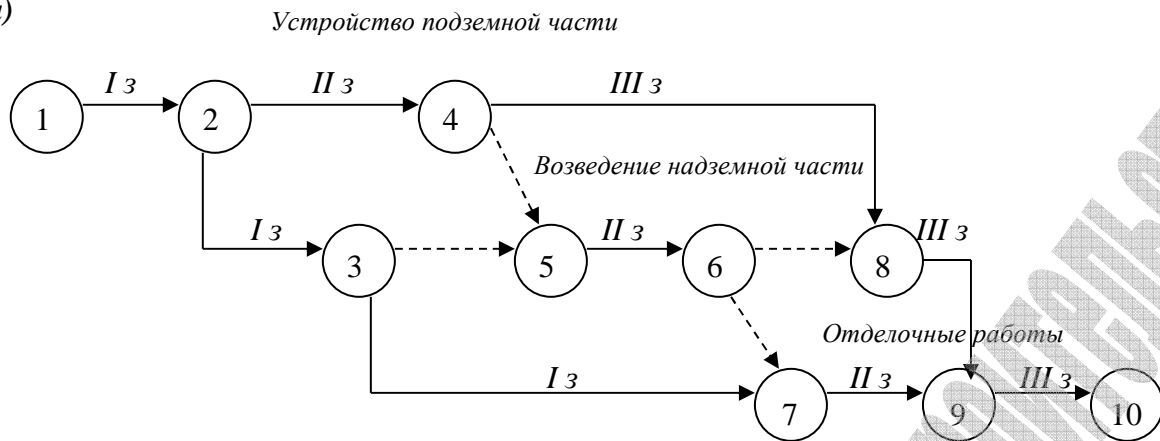 а)
Устройство подземной части
I з II з III з
1 2 4
Возведение надземной части
I з II з III з
3 5 6 8
Отделочные работы
I з II з III з
7 9 10